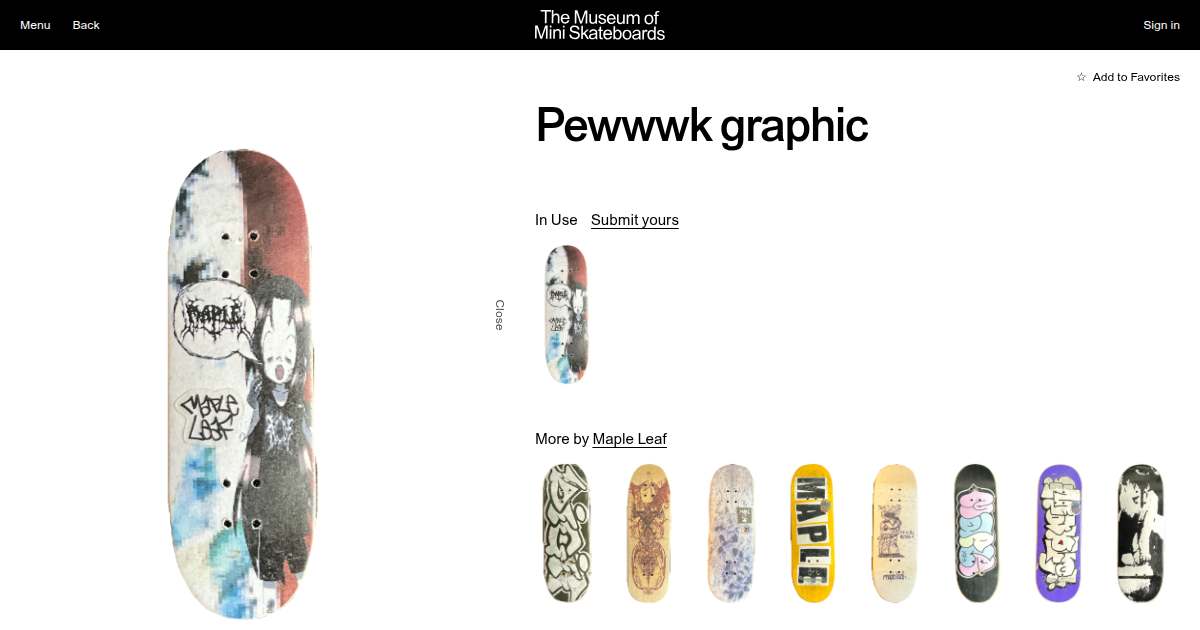 Menu
Back
The Museum of
Mini Skateboards
Sign in
☆ Add to Favorites
Pewwwk graphic
In Use
Submit yours
MAPLE
MAPLE
LEAF
Close
More by Maple Leaf
MAPLE